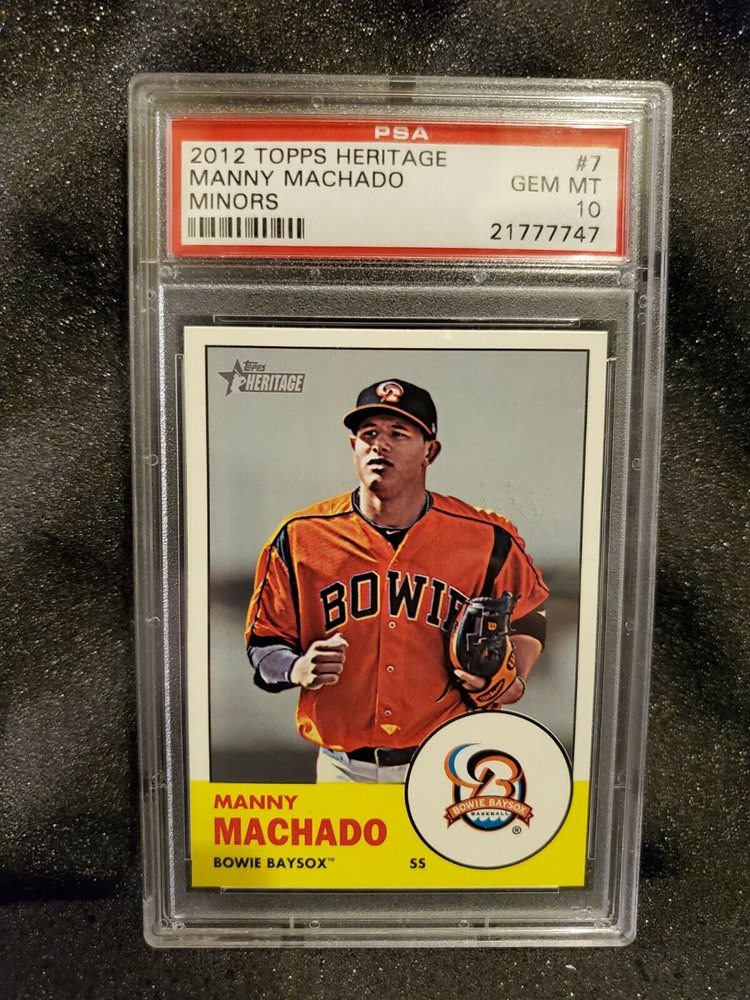 PSA
2012 TOPPS HERITAGE #7
MANNY MACHADO GEM MT
MINORS 10
21777747
TOPPS
HERITAGE
BOWIE
MANNY
MACHADO
BOWIE BAYSOX™ SS
B
BOWIE BAYSOX
BASEBALL
®